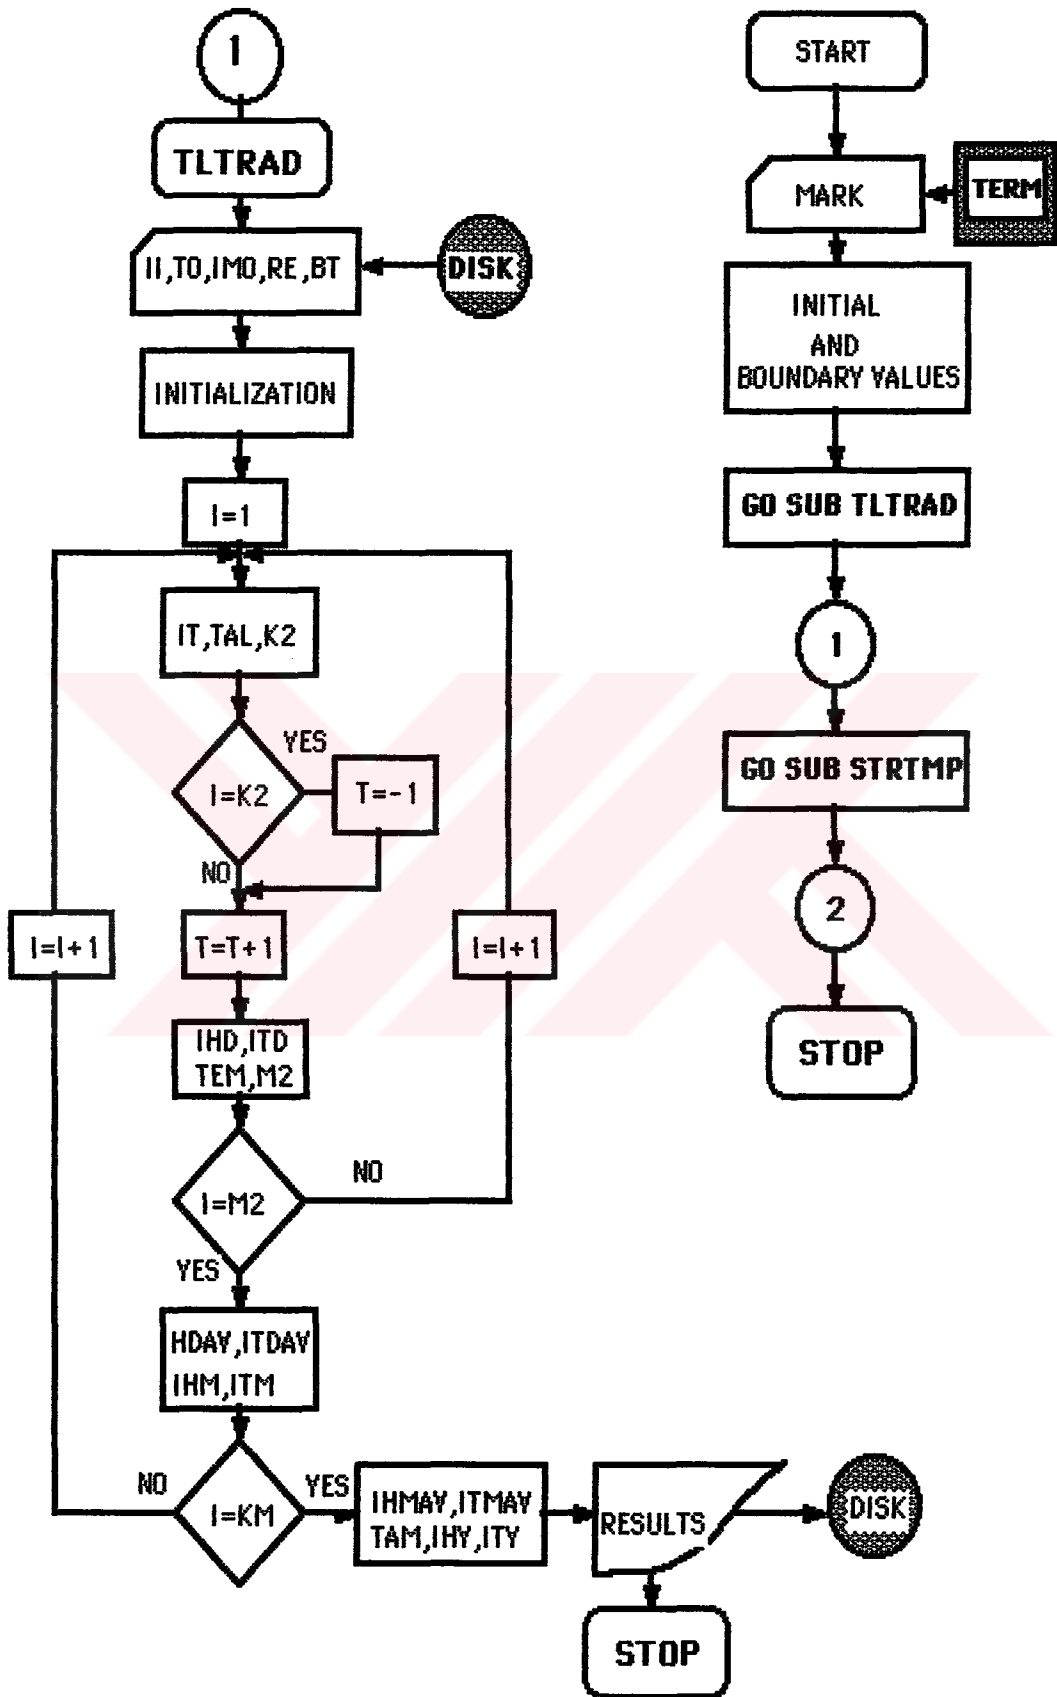 1
TLTRAD
II,TO,IMO,RE,BT
DISK
INITIALIZATION
I=1
IT,TAL,K2
I=K2
YES
T=-1
NO
I=I+1
T=T+1
I=I+1
IHD,ITD
TEM,M2
I=M2
NO
YES
HDAV,ITDAV
IHM,ITM
I=KM
NO
YES
IHMAV,ITMAV
TAM,IHY,ITY
RESULTS
DISK
STOP
START
MARK
TERM
INITIAL
AND
BOUNDARY VALUES
GO SUB TLTRAD
1
GO SUB STRTMP
2
STOP